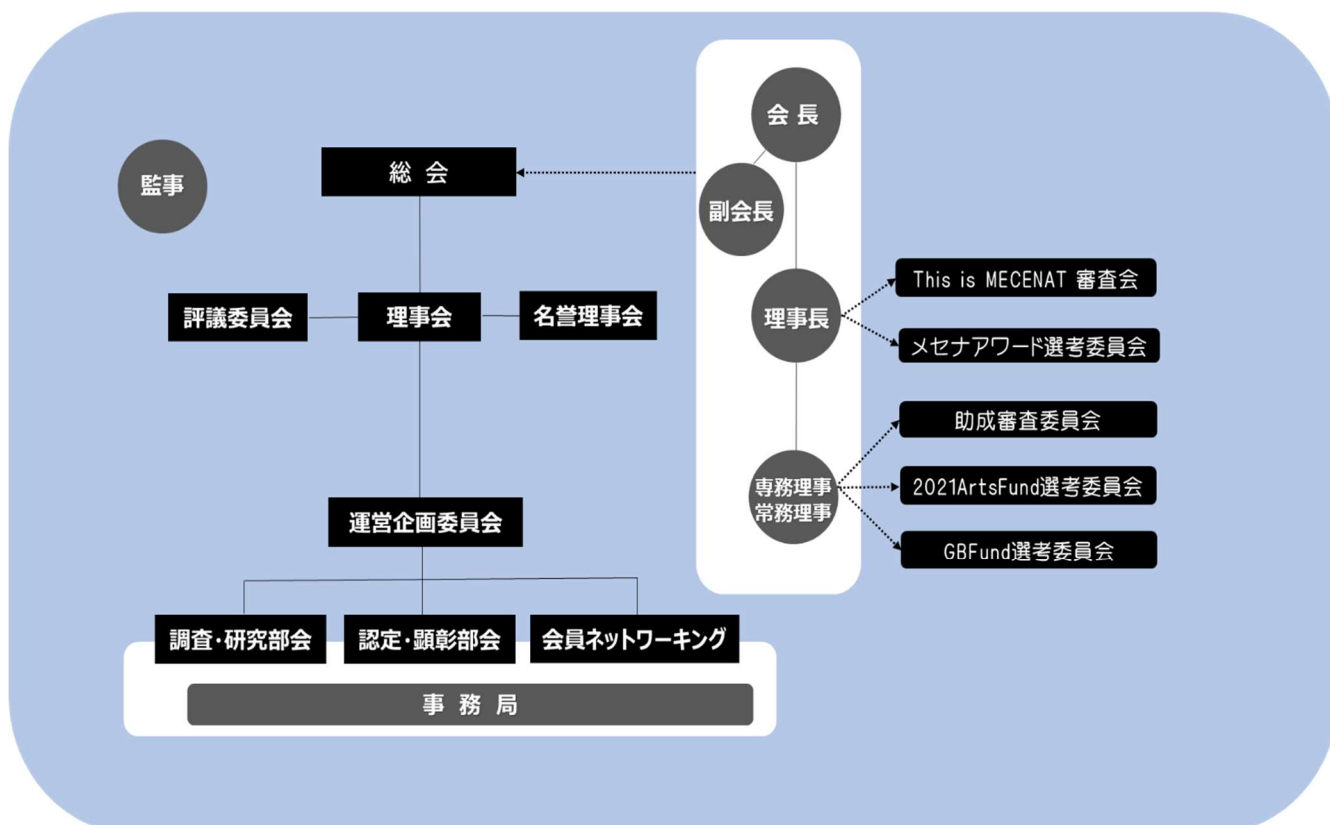 会長
監事
総会
副会長
This is MECENAT 審査会
評議委員会
理事会
名誉理事会
理事長
メセナアワード選考委員会
助成審査委員会
専務理事
常務理事
2021ArtsFund選考委員会
運営企画委員会
GBFund選考委員会
調査・研究部会
認定・顕彰部会
会員ネットワーキング
事務局